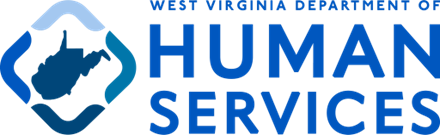 WEST VIRGINIA DEPARTMENT OF
HUMAN
SERVICES